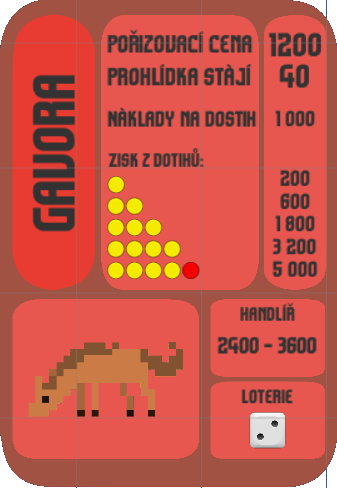 GAVORA
POŘIZOVACÍ CENA 1200
PROHLÍDKA STÁJÍ 40
NÁKLADY NA DOSTIH 1 000
ZISK Z DOTIHŮ:
200
600
1 800
3 200
5 000
HANDLÍŘ
2400 - 3600
LOTERIE